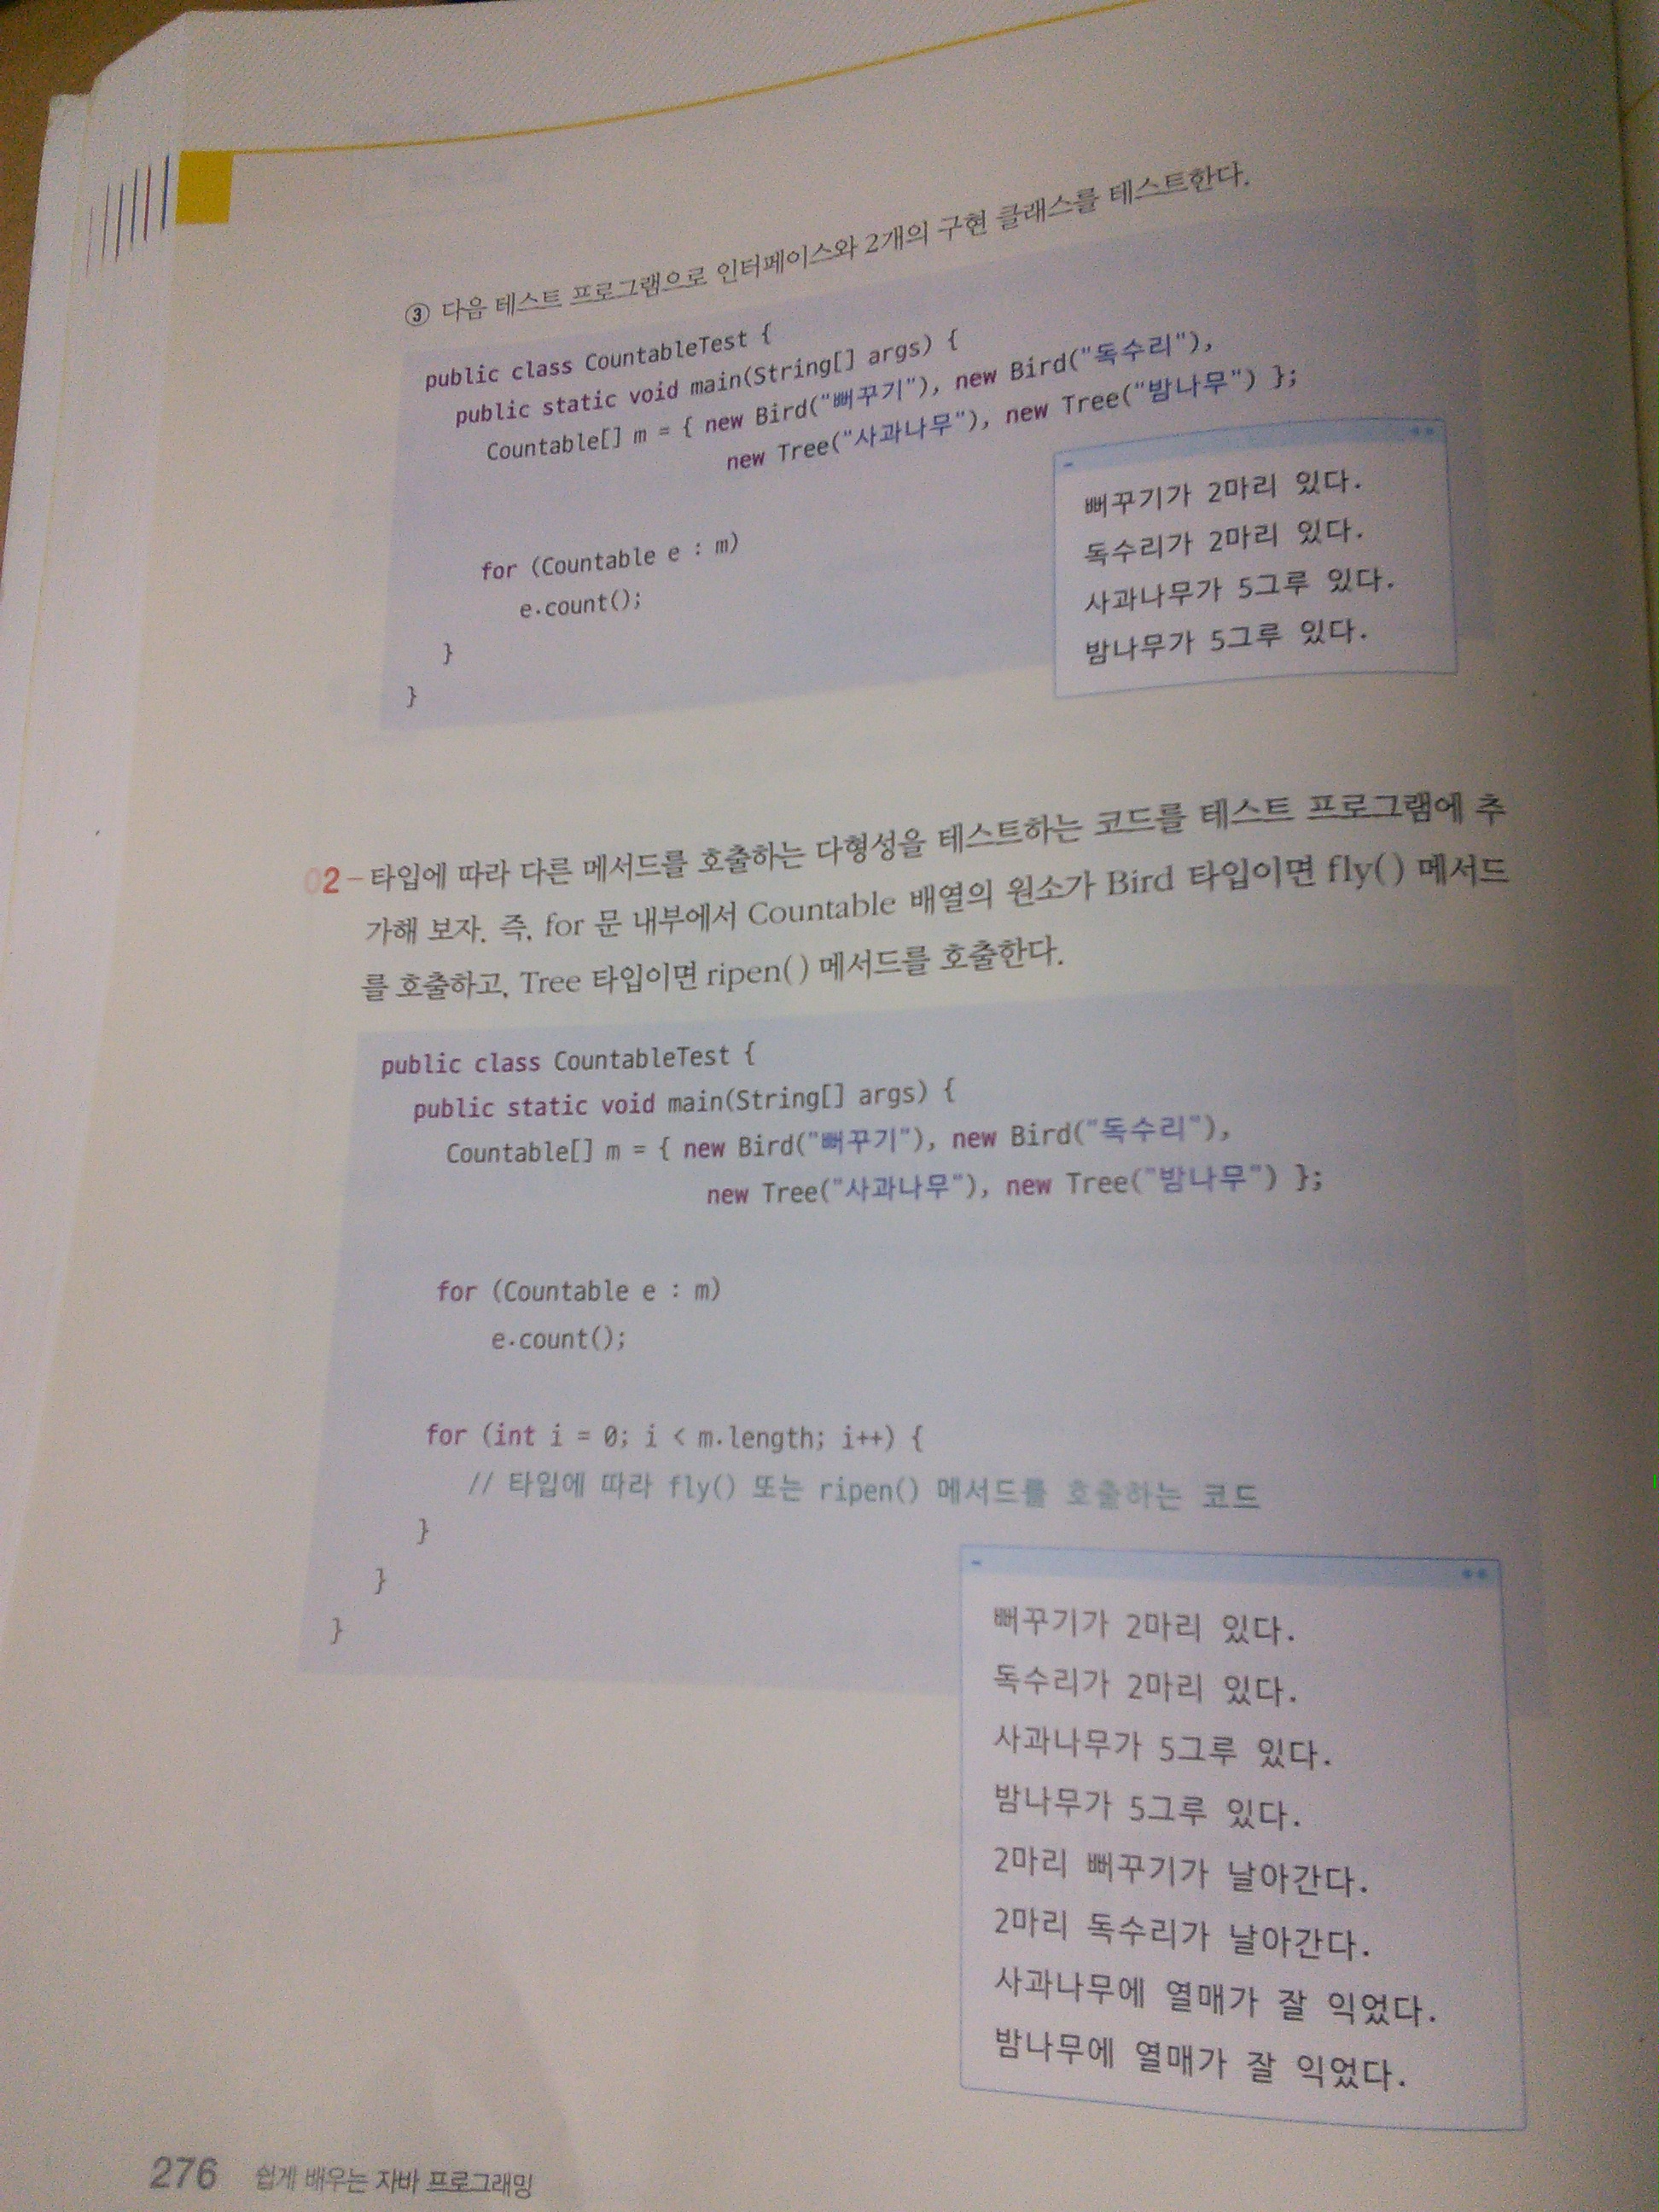 ③ 다음 테스트 프로그램으로 인터페이스와 2개의 구현 클래스를 테스트한다.
public class CountableTest {
public static void main(String[] args) {
Countable[] m = { new Bird("뻐꾸기"), new Bird("독수리"),
new Tree("사과나무"), new Tree("밤나무") };
for (Countable e : m)
e.count();
}
}
뻐꾸기가 2마리 있다.
독수리가 2마리 있다.
사과나무가 5그루 있다.
밤나무가 5그루 있다.
02 - 타입에 따라 다른 메서드를 호출하는 다형성을 테스트하는 코드를 테스트 프로그램에 추
가해 보자. 즉, for 문 내부에서 Countable 배열의 원소가 Bird 타입이면 fly() 메서드
를 호출하고, Tree 타입이면 ripen() 메서드를 호출한다.
public class CountableTest {
public static void main(String[] args) {
Countable[] m = { new Bird("뻐꾸기"), new Bird("독수리"),
new Tree("사과나무"), new Tree("밤나무") };
for (Countable e : m)
e.count();
for (int i = 0; i < m.length; i++) {
// 타입에 따라 fly() 또는 ripen() 메서드를 호출하는 코드
}
}
}
뻐꾸기가 2마리 있다.
독수리가 2마리 있다.
사과나무가 5그루 있다.
밤나무가 5그루 있다.
2마리 뻐꾸기가 날아간다.
2마리 독수리가 날아간다.
사과나무에 열매가 잘 익었다.
밤나무에 열매가 잘 익었다.
276 쉽게 배우는 자바 프로그래밍